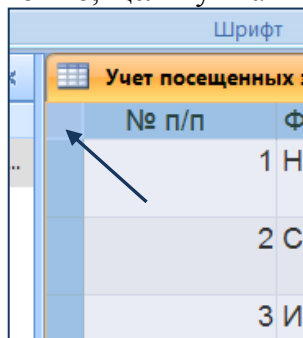 Шрифт
Учет посещенных
№ п/п Ф
1 Н
2 С
3 И